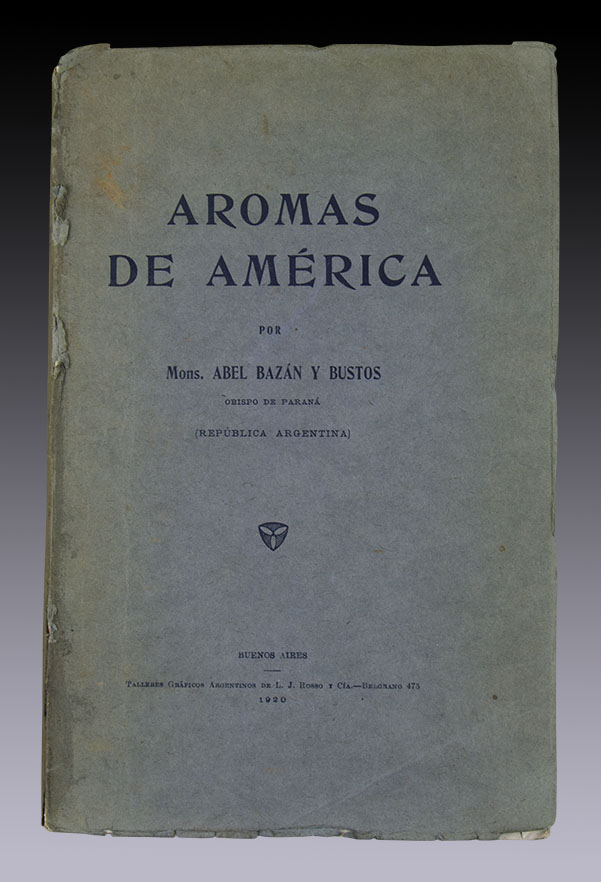 AROMAS
DE AMÉRICA
POR
Mons. ABEL BAZÁN Y BUSTOS
OBISPO DE PARANÁ
(REPÚBLICA ARGENTINA)
BUENOS AIRES
TALLERES GRÁFICOS ARGENTINOS DE L. J. ROSSO Y CÍA.—BELGRANO 475
1920